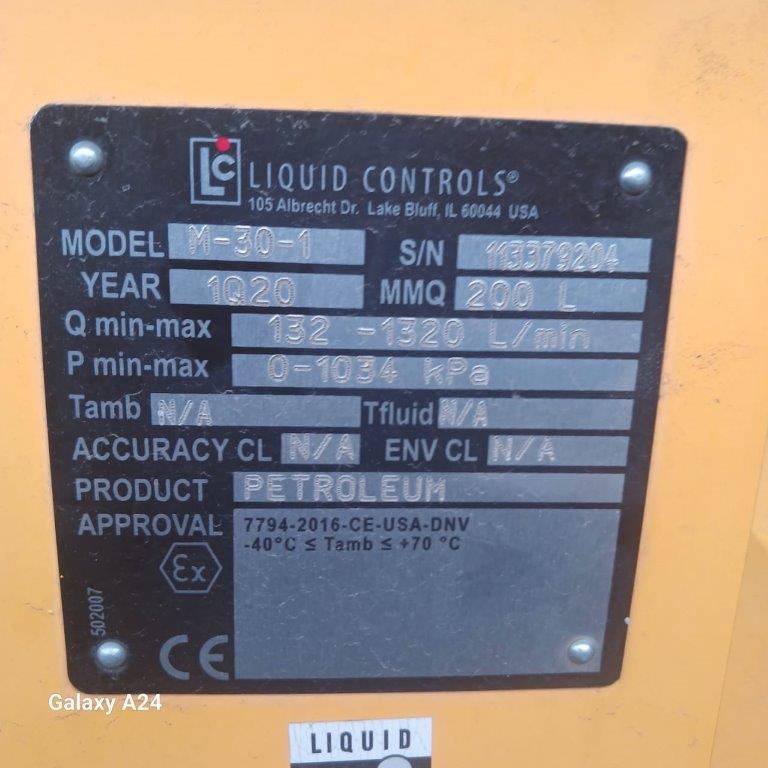 Lc LIQUID CONTROLS®
105 Albrecht Dr. Lake Bluff, IL 60044 USA
MODEL M-30-1 S/N 113379204
YEAR 1Q20 MMQ 200 L
Q min-max 132 -1320 L/min
P min-max 0-1034 kPa
Tamb N/A Tfluid N/A
ACCURACY CL N/A ENV CL N/A
PRODUCT PETROLEUM
APPROVAL 7794-2016-CE-USA-DNV
-40°C ≤ Tamb ≤ +70 °C
Ex
502007
CE
Galaxy A24
LIQUID